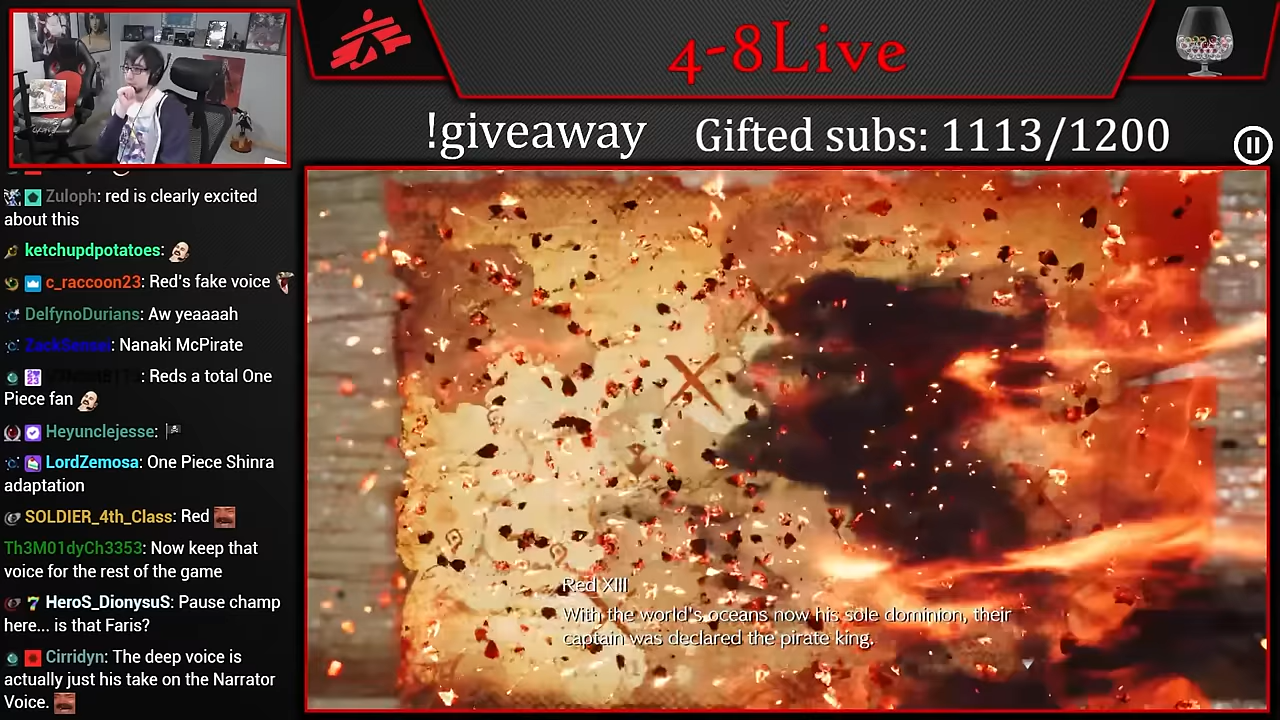 4-8Live
!giveaway Gifted subs: 1113/1200
Zuloph: red is clearly excited
about this
ketchupdpotatoes:
c_raccoon23: Red's fake voice
DelfynoDurians: Aw yeaaaah
ZackSensai: Nanaki McPirate
: Reds a total One
Piece fan
Heyunclejesse:
LordZemosa: One Piece Shinra
adaptation
SOLDIER_4th_Class: Red
Th3M01dyCh3353: Now keep that
voice for the rest of the game
7 HeroS_DionysuS: Pause champ
here... is that Faris?
Cirridyn: The deep voice is
actually just his take on the Narrator
Voice.
Red XIII
With the world's oceans now his sole dominion, their
captain was declared the pirate king.